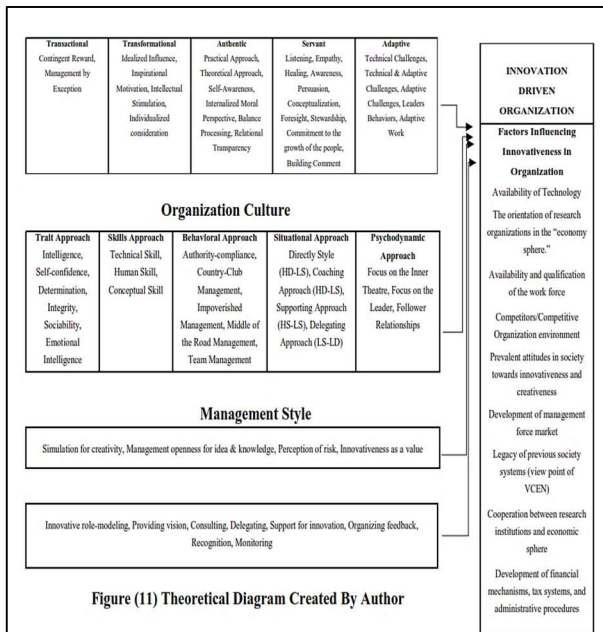 Transactional
Contingent Reward,
Management by
Exception
Transformational
Idealized Influence,
Inspirational
Motivation, Intellectual
Stimulation,
Individualized
consideration
Authentic
Practical Approach,
Theoretical Approach,
Self-Awareness,
Internalized Moral
Perspective, Balance
Processing, Relational
Transparency
Servant
Listening, Empathy,
Healing, Awareness,
Persuasion,
Conceptualization,
Foresight, Stewardship,
Commitment to the
growth of the people,
Building Comment
Adaptive
Technical Challenges,
Technical & Adaptive
Challenges, Adaptive
Challenges, Leaders
Behaviors, Adaptive
Work
Organization Culture
Trait Approach
Intelligence,
Self-confidence,
Determination,
Integrity,
Sociability,
Emotional
Intelligence
Skills Approach
Technical Skill,
Human Skill,
Conceptual Skill
Behavioral Approach
Authority-compliance,
Country-Club
Management,
Impoverished
Management, Middle of
the Road Management,
Team Management
Situational Approach
Directly Style
(HD-LS), Coaching
Approach (HD-LS),
Supporting Approach
(HS-LS), Delegating
Approach (LS-LD)
Psychodynamic
Approach
Focus on the Inner
Theatre, Focus on the
Leader, Follower
Relationships
Management Style
Simulation for creativity, Management openness for idea & knowledge, Perception of risk, Innovativeness as a value
Innovative role-modeling, Providing vision, Consulting, Delegating, Support for innovation, Organizing feedback,
Recognition, Monitoring
Figure (11) Theoretical Diagram Created By Author
INNOVATION
DRIVEN
ORGANIZATION
Factors Influencing
Innovativeness in
Organization
Availability of Technology
The orientation of research
organizations in the “economy
sphere.”
Availability and qualification
of the work force
Competitors/Competitive
Organization environment
Prevalent attitudes in society
towards innovativeness and
creativeness
Development of management
force market
Legacy of previous society
systems (view point of
VCEN)
Cooperation between research
institutions and economic
sphere
Development of financial
mechanisms, tax systems, and
administrative procedures